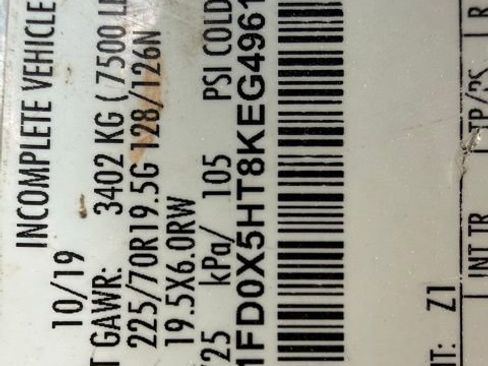 INCOMPLETE VEHICLE
10/19
T GAWR: 3402 KG ( 7500 L
225/70R19.5G 128/126N
19.5X6.0RW
725 kPa/ 105 PSI COLD
1FD0X5HT8KEG4961
INT: Z1
INT TR
TP/PS
R